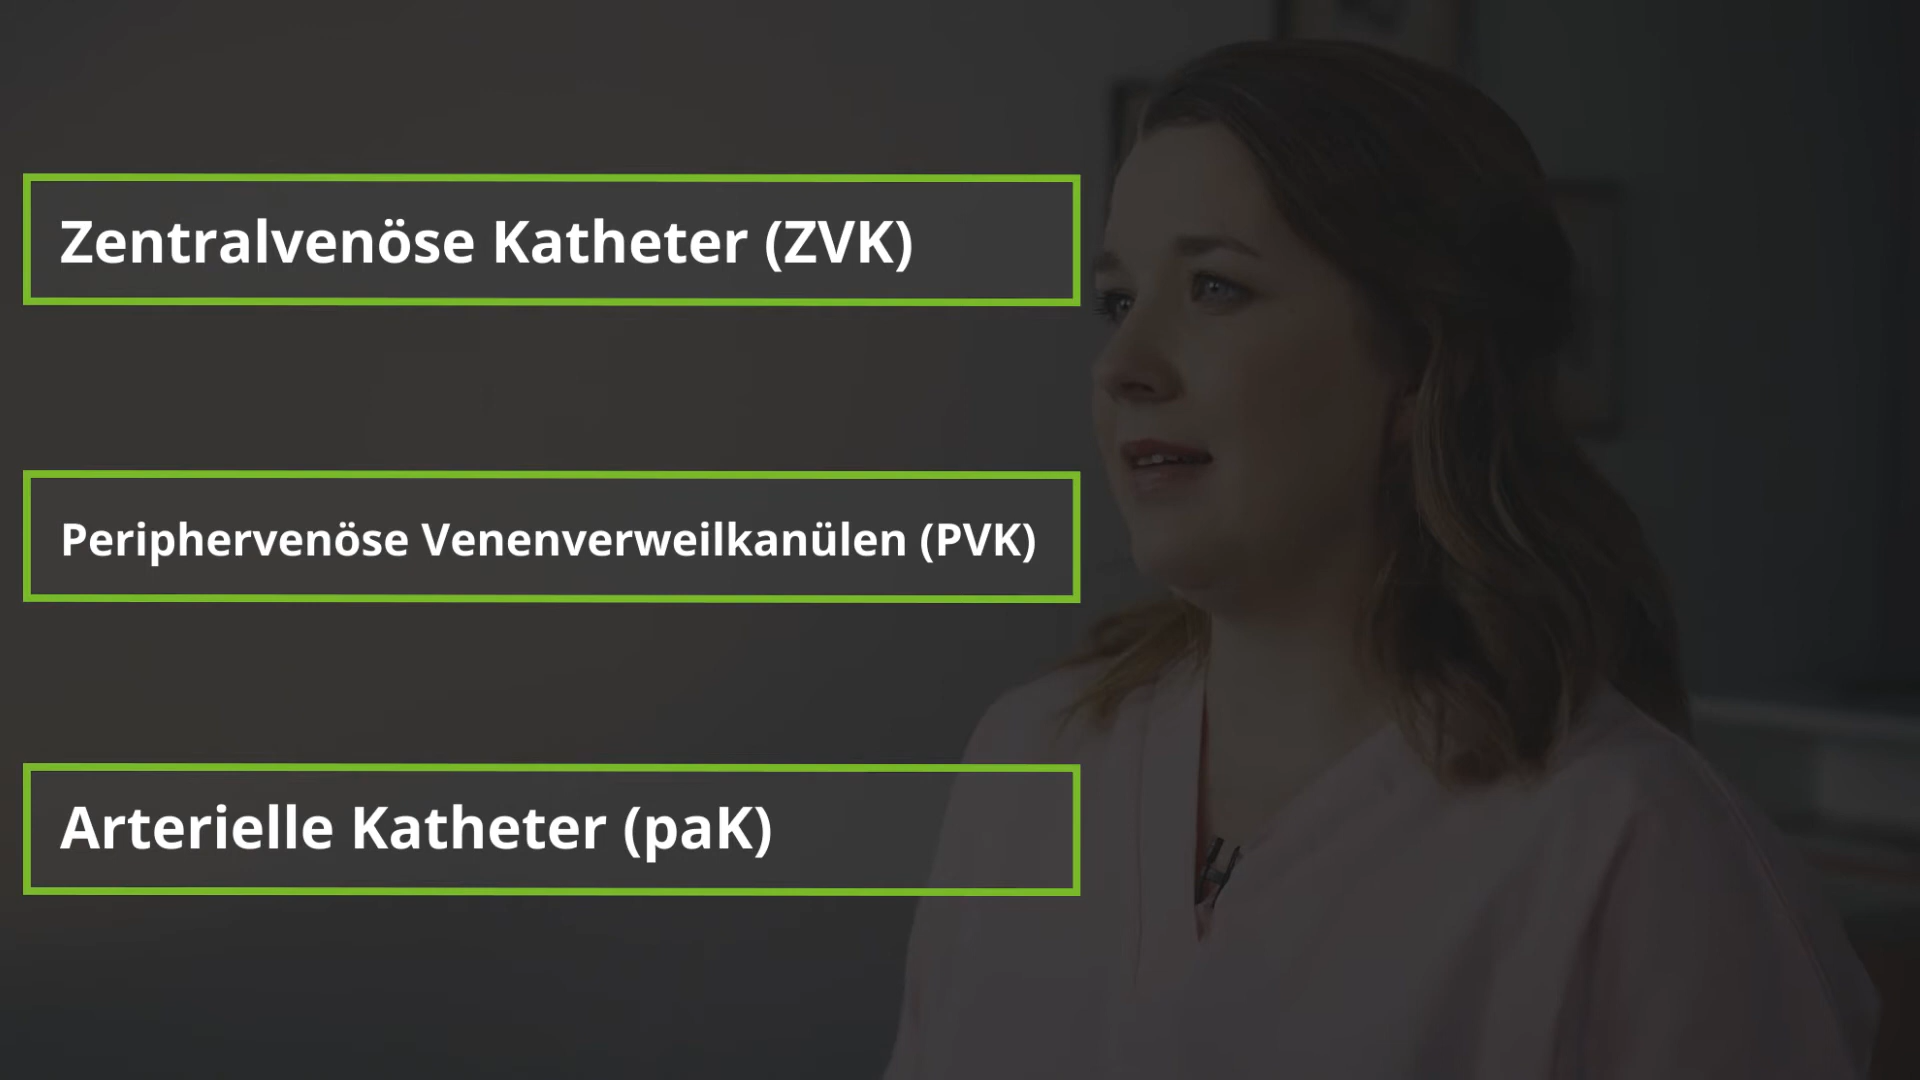 Zentralvenöse Katheter (ZVK)
Periphervenöse Venenverweilkanülen (PVK)
Arterielle Katheter (paK)